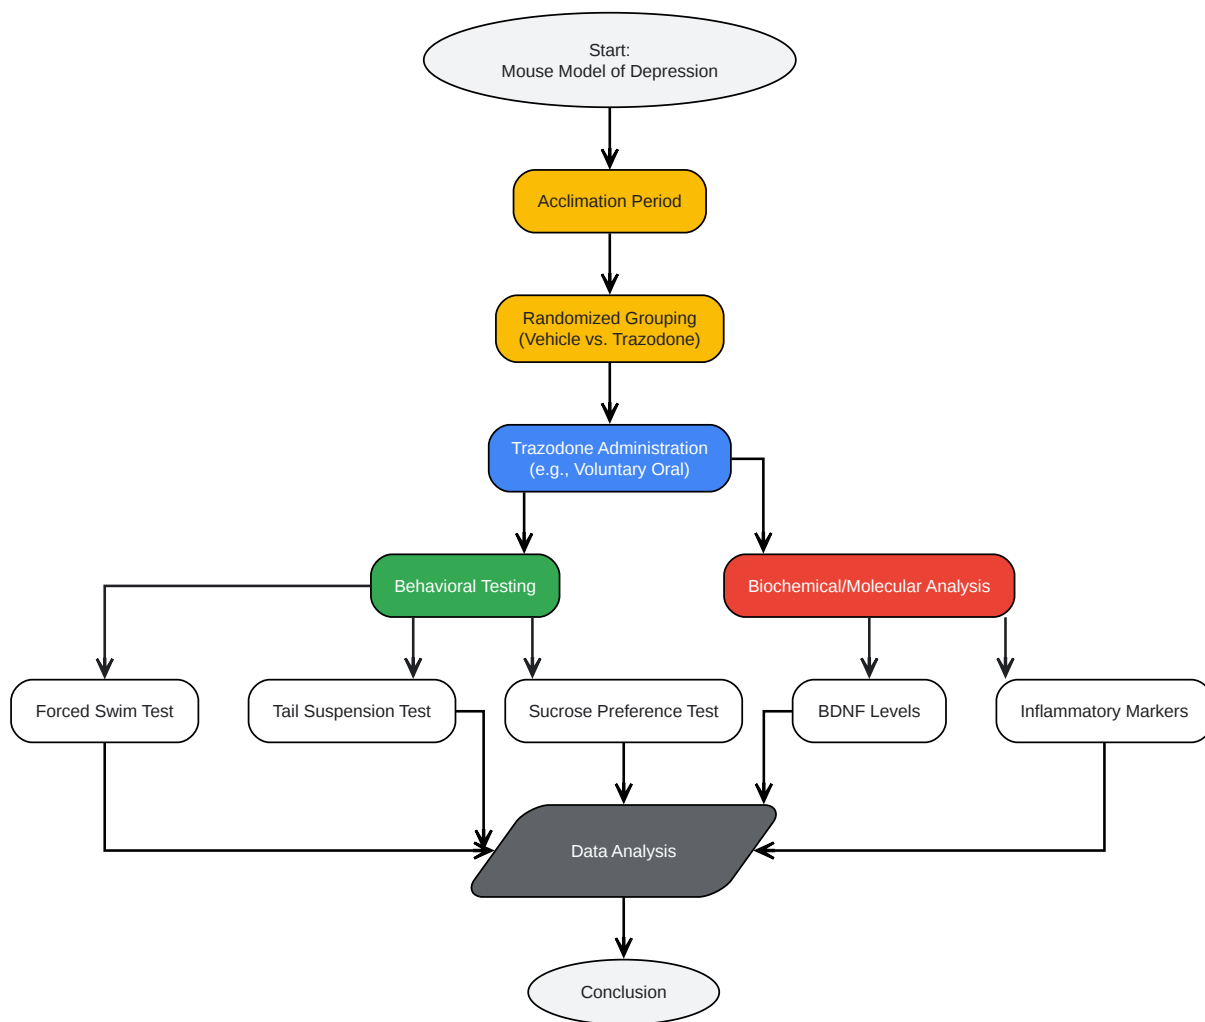 Start:
Mouse Model of Depression
Acclimation Period
Randomized Grouping
(Vehicle vs. Trazodone)
Trazodone Administration
(e.g., Voluntary Oral)
Behavioral Testing
Biochemical/Molecular Analysis
Forced Swim Test
Tail Suspension Test
Sucrose Preference Test
BDNF Levels
Inflammatory Markers
Data Analysis
Conclusion